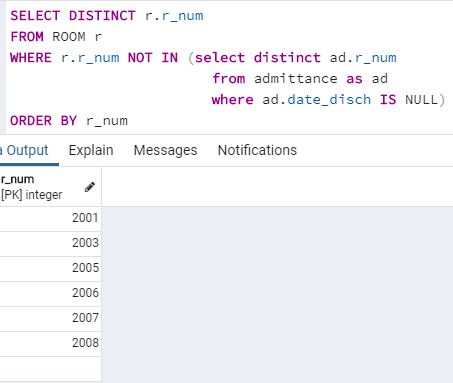 SELECT DISTINCT r.r_num
FROM ROOM r
WHERE r.r_num NOT IN (select distinct ad.r_num
from admittance as ad
where ad.date_disch IS NULL)
ORDER BY r_num
a Output Explain Messages Notifications
r_num
[PK] integer
2001
2003
2005
2006
2007
2008